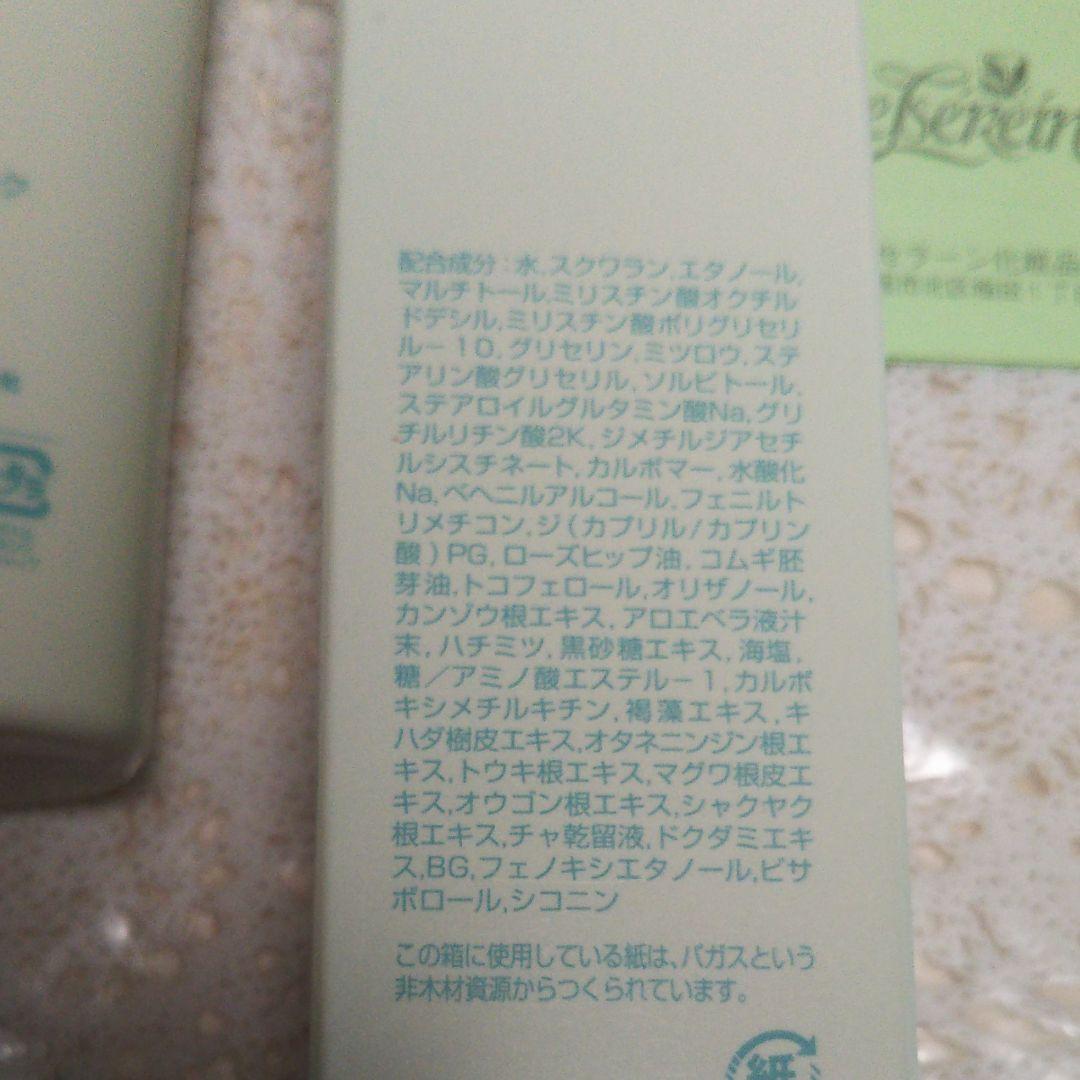 配合成分：水,スクワラン,エタノール,
マルチトール,ミリスチン酸オクチル
ドデシル,ミリスチン酸ポリグリセリ
ル－10,グリセリン,ミツロウ,ステ
アリン酸グリセリル,ソルビトール,
ステアロイルグルタミン酸Na,グリ
チルリチン酸2K,ジメチルジアセチ
ルシスチネート,カルボマー,水酸化
Na,ベヘニルアルコール,フェニルト
リメチコン,ジ(カプリル/カプリン
酸)PG,ローズヒップ油,コムギ胚
芽油,トコフェロール,オリザノール,
カンゾウ根エキス,アロエベラ液汁
末,ハチミツ,黒砂糖エキス,海塩,
糖／アミノ酸エステル－1,カルボ
キシメチルキチン,褐藻エキス,キ
ハダ樹皮エキス,オタネニンジン根エ
キス,トウキ根エキス,マグワ根皮エ
キス,オウゴン根エキス,シャクヤク
根エキス,チャ乾留液,ドクダミエキ
ス,BG,フェノキシエタノール,ビサ
ボロール,シコニン
この箱に使用している紙は、バガスという
非木材資源からつくられています。
紙
ク
プラ
セラーン化粧品